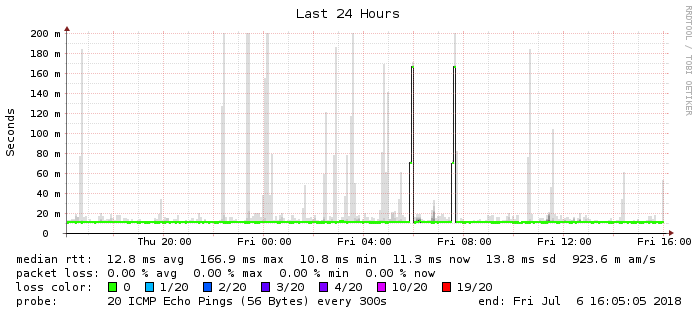 Last 24 Hours
RRDTOOL / TOBI OETIKER
Seconds
200 m
180 m
160 m
140 m
120 m
100 m
80 m
60 m
40 m
20 m
0
Thu 20:00 Fri 00:00 Fri 04:00 Fri 08:00 Fri 12:00 Fri 16:00
median rtt: 12.8 ms avg 166.9 ms max 10.8 ms min 11.3 ms now 13.8 ms sd 923.6 m am/s
packet loss: 0.00 % avg 0.00 % max 0.00 % min 0.00 % now
loss color: 0 1/20 2/20 3/20 4/20 10/20 19/20
probe: 20 ICMP Echo Pings (56 Bytes) every 300s end: Fri Jul 6 16:05:05 2018